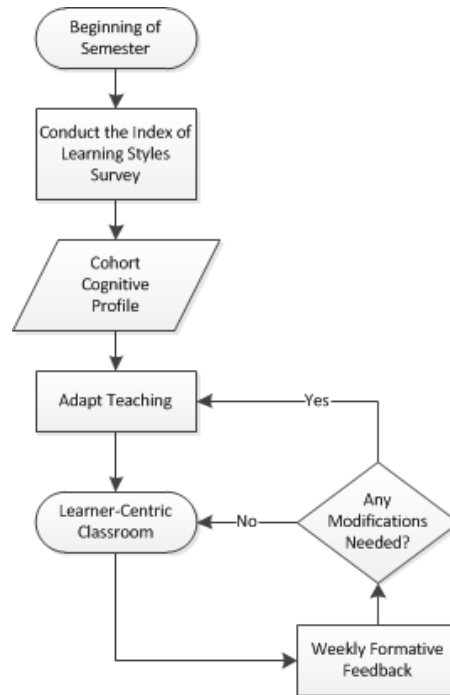 Beginning of
Semester
Conduct the Index of
Learning Styles
Survey
Cohort
Cognitive
Profile
Adapt Teaching
Yes
Learner-Centric
Classroom
No
Any
Modifications
Needed?
Weekly Formative
Feedback